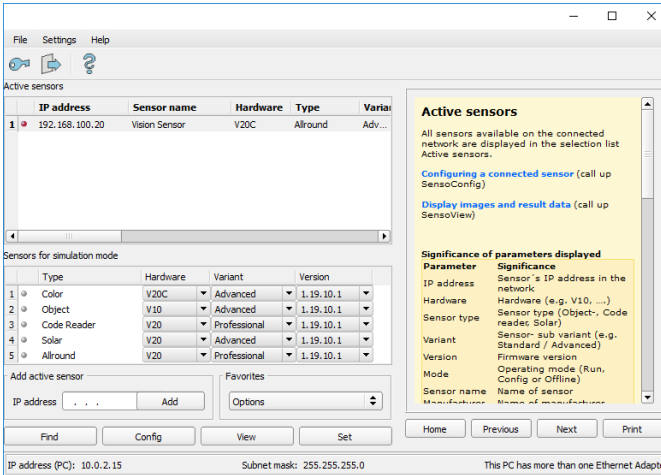 File Settings Help
Active sensors
IP address Sensor name Hardware Type Varia
1 192.168.100.20 Vision Sensor V20C Allround Adv...
Sensors for simulation mode
Type Hardware Variant Version
1 Color V20C Advanced 1.19.10.1
2 Object V10 Advanced 1.19.10.1
3 Code Reader V20 Professional 1.19.10.1
4 Solar V20 Advanced 1.19.10.1
5 Allround V20 Professional 1.19.10.1
Add active sensor
IP address . . . Add
Favorites
Options
Find Config View Set
Active sensors
All sensors available on the connected
network are displayed in the selection list
Active sensors.
Configuring a connected sensor (call up
SensoConfig)
Display images and result data (call up
SensoView)
Significance of parameters displayed
Parameter Significance
IP address Sensor´s IP address in the
network
Hardware Hardware (e.g. V10, ....)
Sensor type Sensor type (Object-, Code
reader, Solar)
Variant Sensor- sub variant (e.g.
Standard / Advanced)
Version Firmware version
Mode Operating mode (Run,
Config or Offline)
Sensor name Name of sensor
Manufacturer Name of manufacturer
Home Previous Next Print
IP address (PC): 10.0.2.15 Subnet mask: 255.255.255.0 This PC has more than one Ethernet Adapt